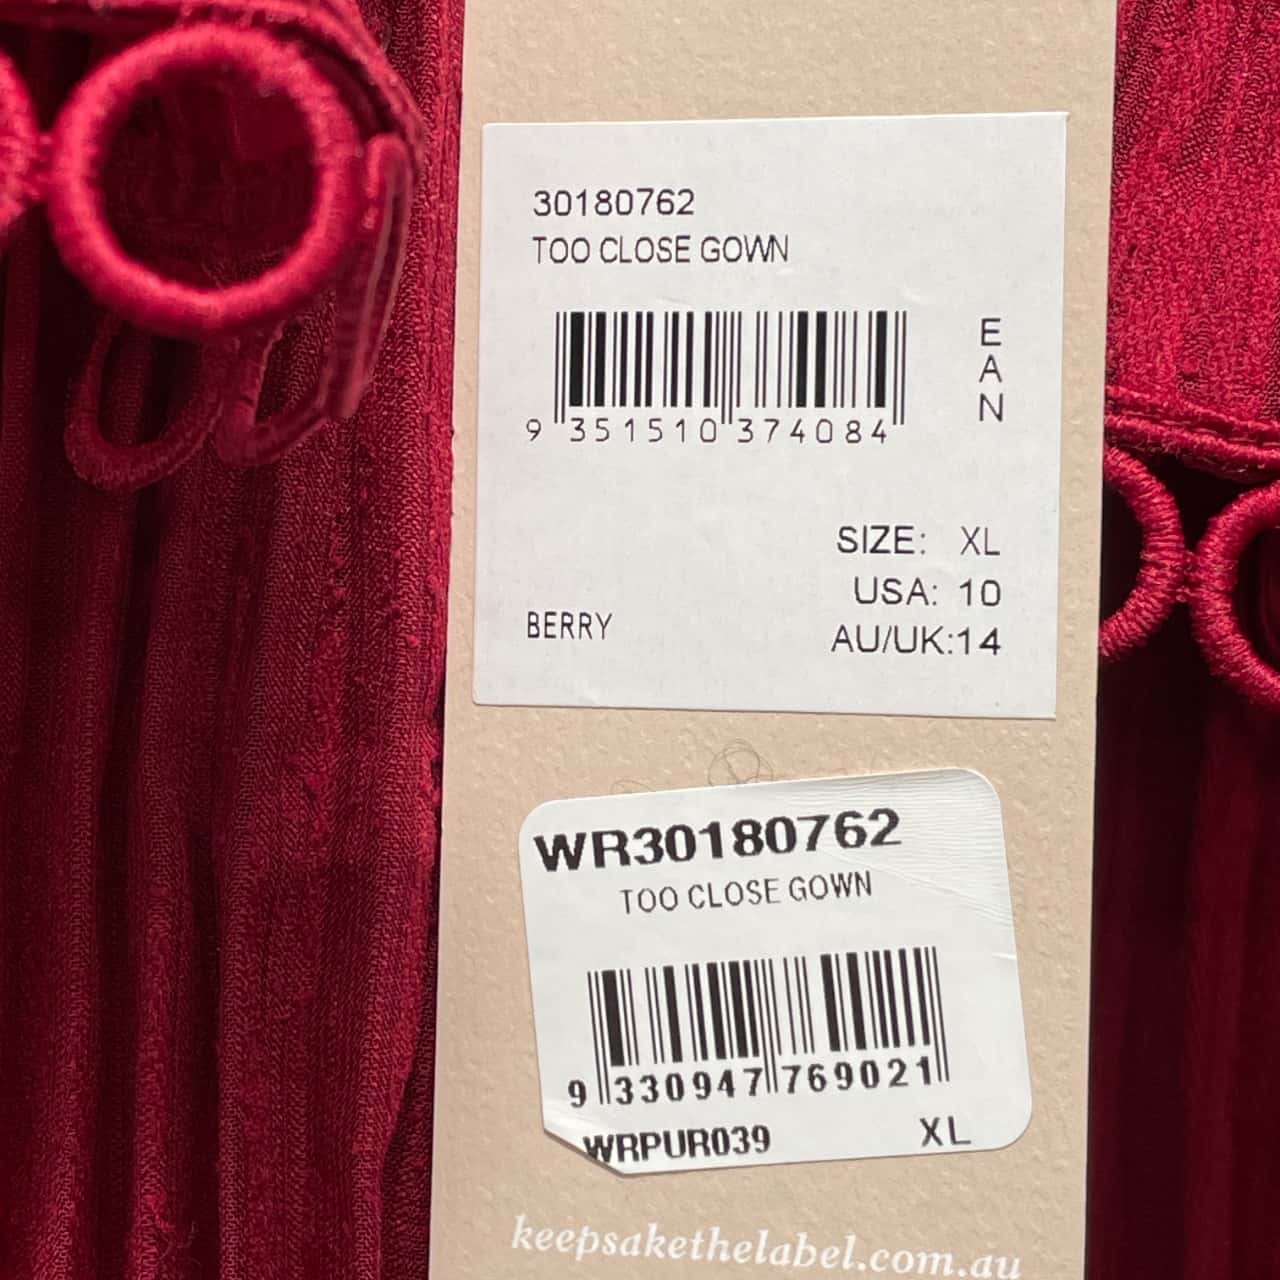 30180762
TOO CLOSE GOWN
EAN
9 351510 374084
SIZE: XL
USA: 10
BERRY
AU/UK:14
WR30180762
TOO CLOSE GOWN
9 330947 769021
WRPUR039 XL
keepsakethelabel.com.au